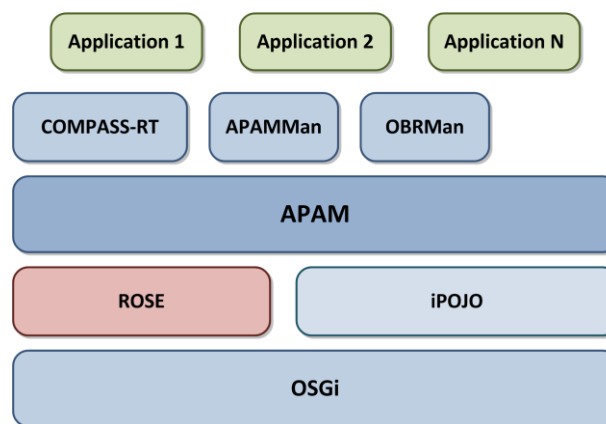 Application 1
Application 2
Application N
COMPASS-RT
APAMMan
OBRMan
APAM
ROSE
iPOJO
OSGi